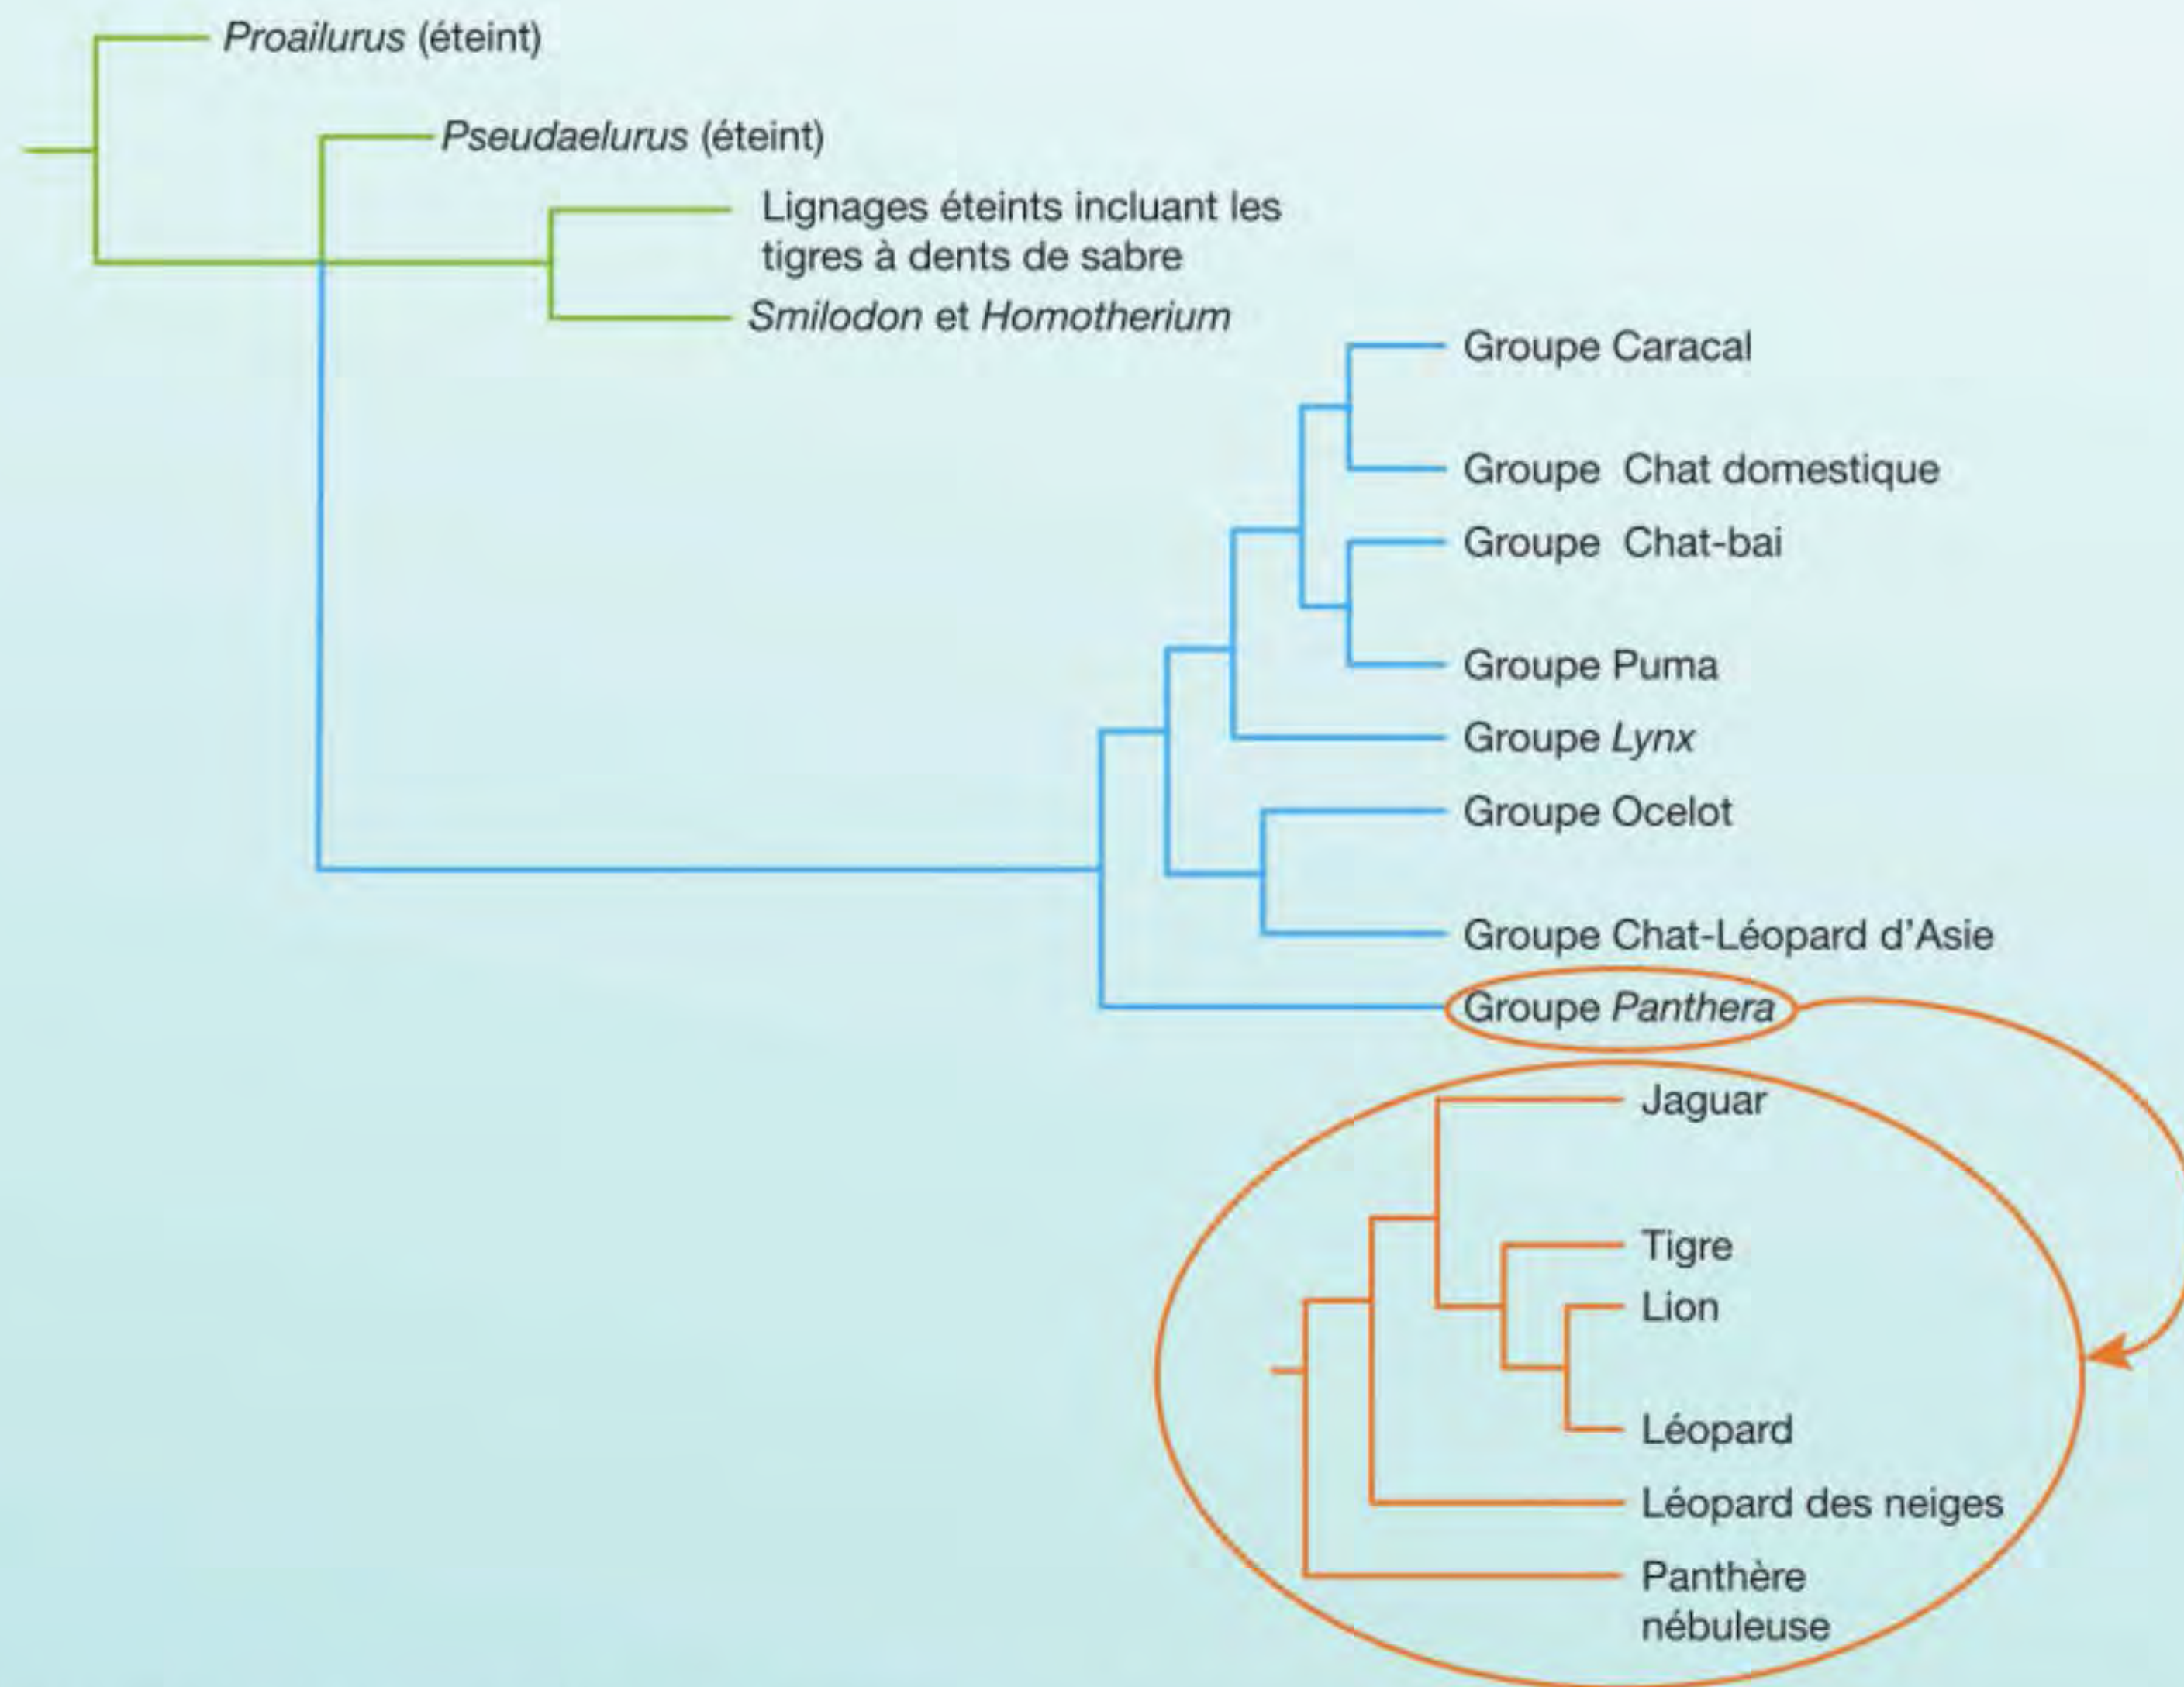 Proailurus (éteint)
Pseudaelurus (éteint)
Lignages éteints incluant les
tigres à dents de sabre
Smilodon et Homotherium
Groupe Caracal
Groupe Chat domestique
Groupe Chat-bai
Groupe Puma
Groupe Lynx
Groupe Ocelot
Groupe Chat-Léopard d'Asie
Groupe Panthera
Jaguar
Tigre
Lion
Léopard
Léopard des neiges
Panthère
nébuleuse